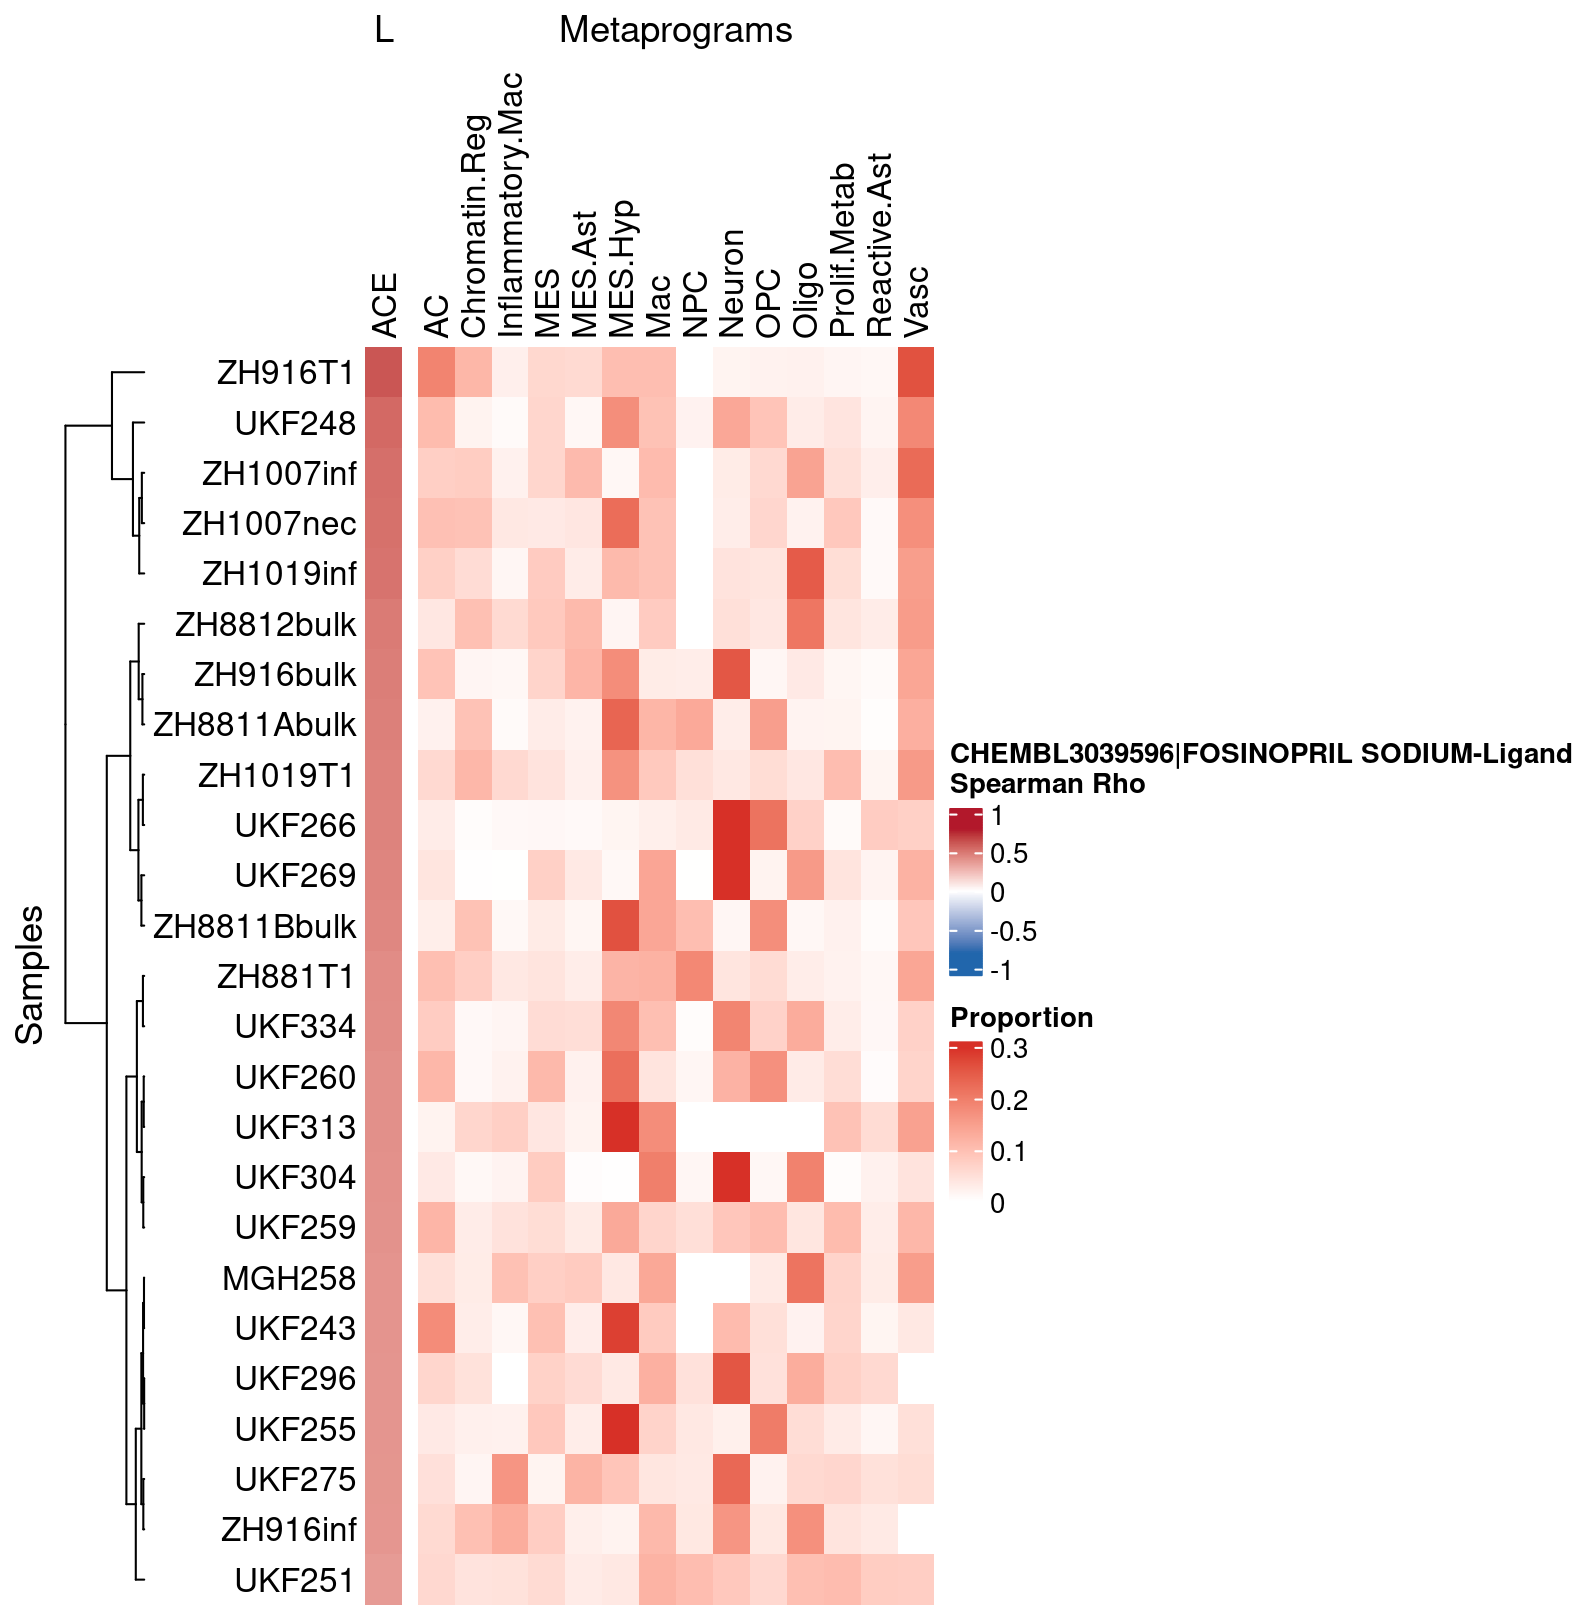 L Metaprograms
ACE AC Chromatin.Reg Inflammatory.Mac MES MES.Ast MES.Hyp Mac NPC Neuron OPC Oligo Prolif.Metab Reactive.Ast Vasc
Samples
ZH916T1
UKF248
ZH1007inf
ZH1007nec
ZH1019inf
ZH8812bulk
ZH916bulk
ZH8811Abulk
ZH1019T1
UKF266
UKF269
ZH8811Bbulk
ZH881T1
UKF334
UKF260
UKF313
UKF304
UKF259
MGH258
UKF243
UKF296
UKF255
UKF275
ZH916inf
UKF251
CHEMBL3039596|FOSINOPRIL SODIUM-Ligand
Spearman Rho
1
0.5
0
-0.5
-1
Proportion
0.3
0.2
0.1
0